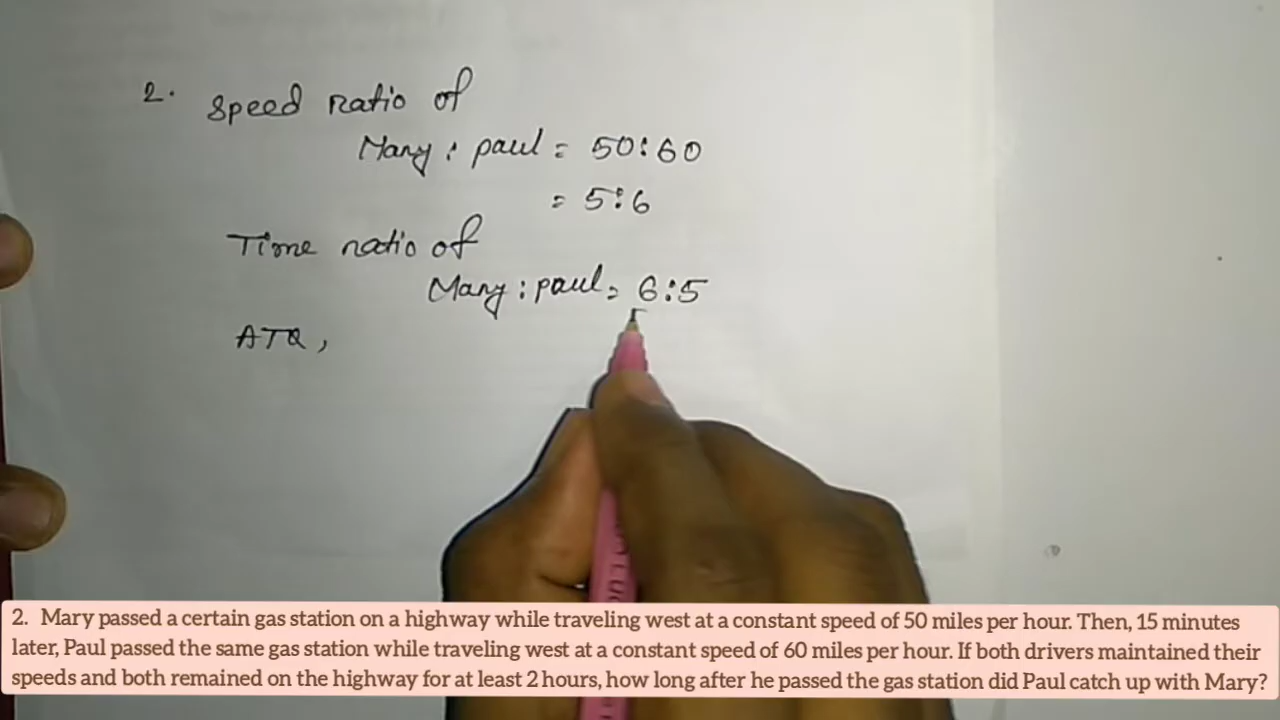 2. Speed Ratio of
Mary : paul = 50:60
= 5:6
Time ratio of
Mary : paul = 6:5
ATQ,
2. Mary passed a certain gas station on a highway while traveling west at a constant speed of 50 miles per hour. Then, 15 minutes
later, Paul passed the same gas station while traveling west at a constant speed of 60 miles per hour. If both drivers maintained their
speeds and both remained on the highway for at least 2 hours, how long after he passed the gas station did Paul catch up with Mary?